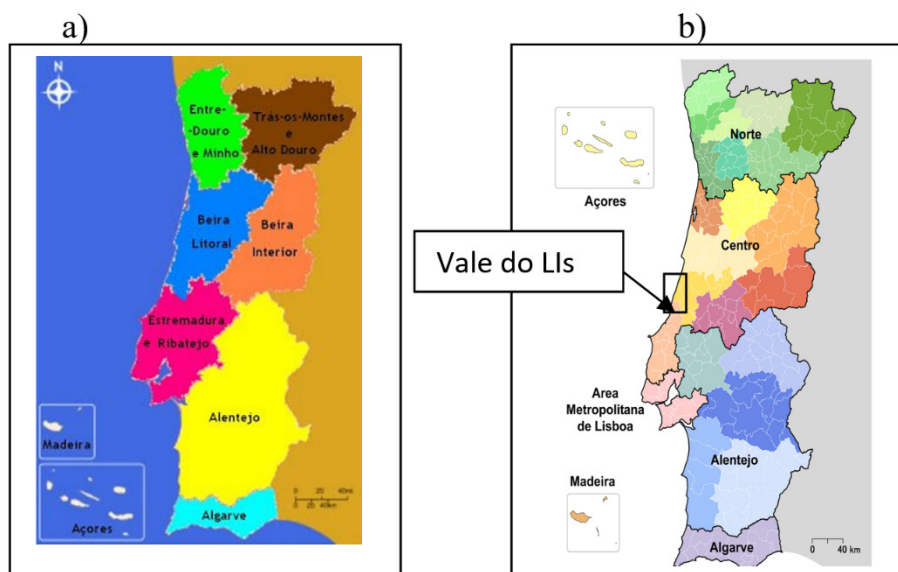 a)
N
Entre-
-Douro
e Minho
Trás-os-Montes
e
Alto Douro
Beira
Litoral
Beira
Interior
Estremadura
e Ribatejo
Alentejo
Madeira
Açores
Algarve
b)
Norte
Açores
Centro
Vale do LIs
Area
Metropolitana
de Lisboa
Alentejo
Madeira
Algarve
0 40 km